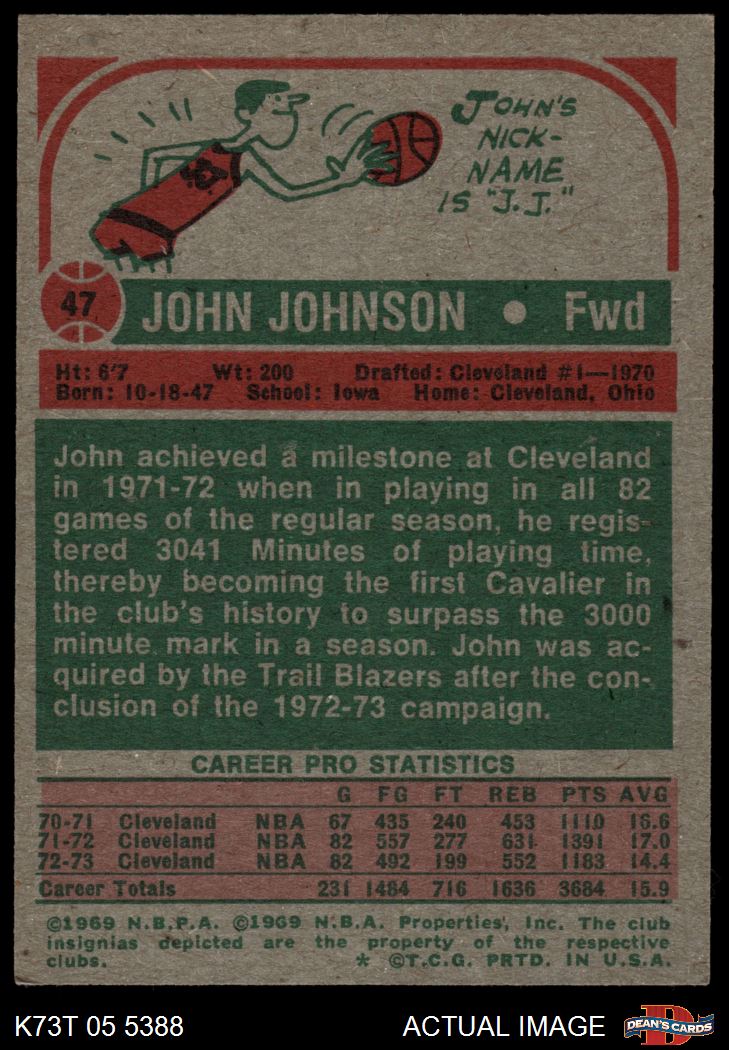 JOHN'S
NICK-
NAME
IS "J.J."
47 JOHN JOHNSON • Fwd
Ht: 6'7 Wt: 200 Drafted: Cleveland #1—1970
Born: 10-18-47 School: Iowa Home: Cleveland, Ohio
John achieved a milestone at Cleveland
in 1971-72 when in playing in all 82
games of the regular season, he regis-
tered 3041 Minutes of playing time,
thereby becoming the first Cavalier in
the club's history to surpass the 3000
minute mark in a season. John was ac-
quired by the Trail Blazers after the con-
clusion of the 1972-73 campaign.
CAREER PRO STATISTICS
G FG FT REB PTS AVG
70-71 Cleveland NBA 67 435 240 453 1110 16.6
71-72 Cleveland NBA 82 557 277 631 1391 17.0
72-73 Cleveland NBA 82 492 199 552 1183 14.4
Career Totals 231 1484 716 1636 3684 15.9
©1969 N.B.P.A. ©1969 N.B.A. Properties, Inc. The club
insignias depicted are the property of the respective
clubs. * ©T.C.G. PRTD. IN U.S.A.
K73T 05 5388 ACTUAL IMAGE DEAN'S CARDS